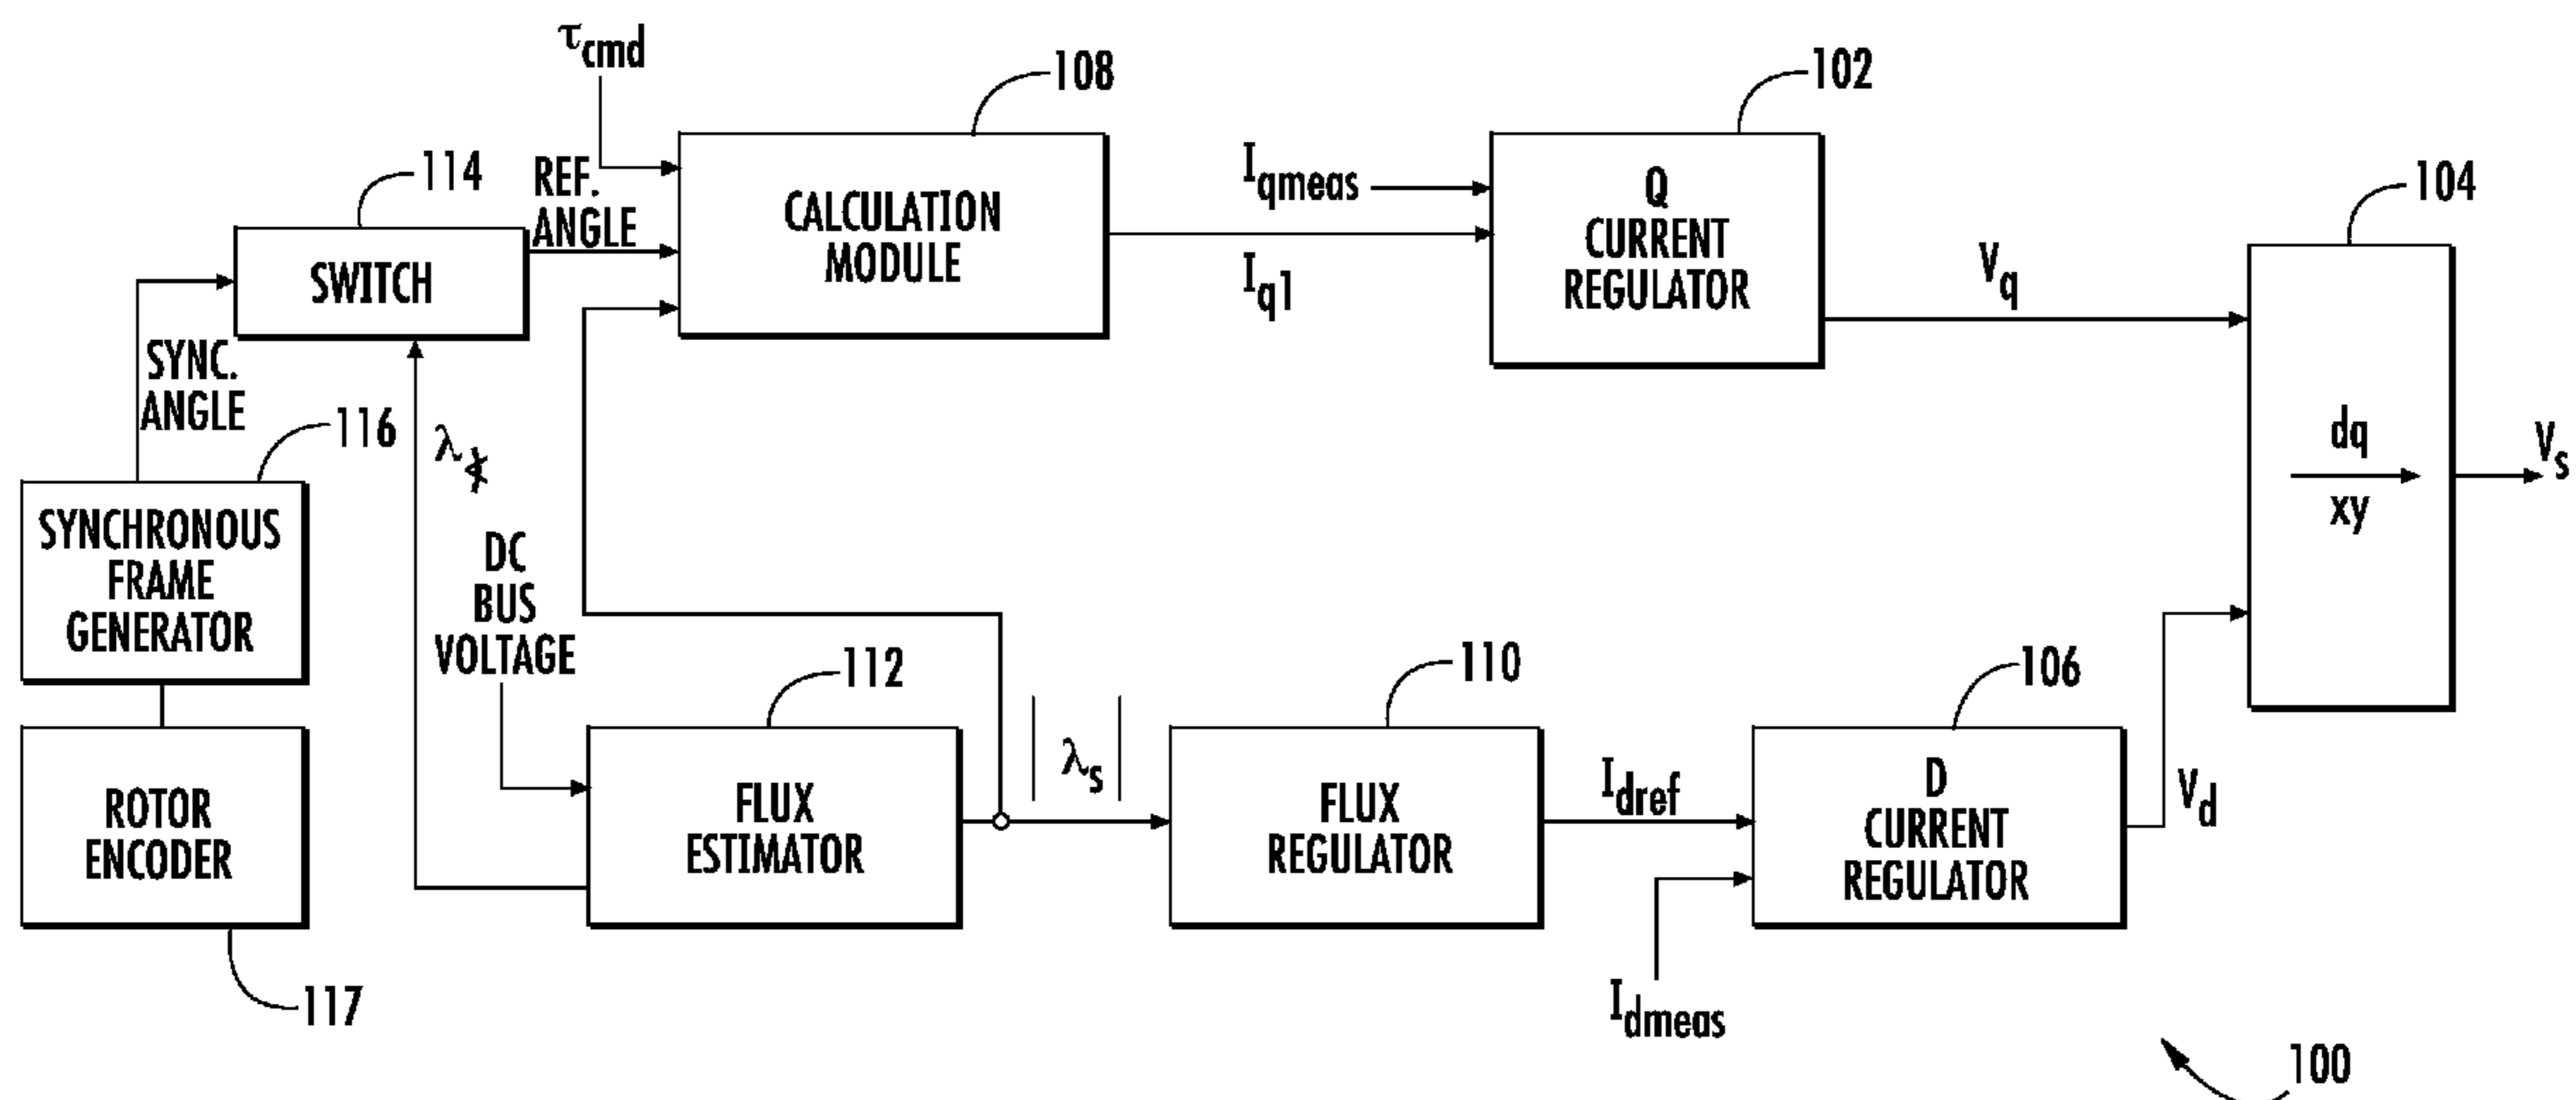 τcmd
108
102
114
REF.
ANGLE
CALCULATION
MODULE
Iqmeas
Iq1
Q
CURRENT
REGULATOR
Vq
104
SWITCH
SYNC.
ANGLE
116
λ∢
SYNCHRONOUS
FRAME
GENERATOR
DC
BUS
VOLTAGE
dq
xy
Vs
112
|λs|
110
106
ROTOR
ENCODER
FLUX
ESTIMATOR
FLUX
REGULATOR
Idref
D
CURRENT
REGULATOR
Vd
117
Idmeas
100